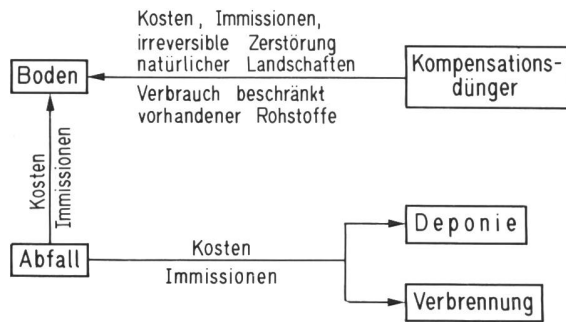 Kosten, Immissionen,
irreversible Zerstörung
natürlicher Landschaften
Boden
Kompensations-
dünger
Verbrauch beschränkt
vorhandener Rohstoffe
Kosten
Immissionen
Deponie
Abfall
Kosten
Immissionen
Verbrennung